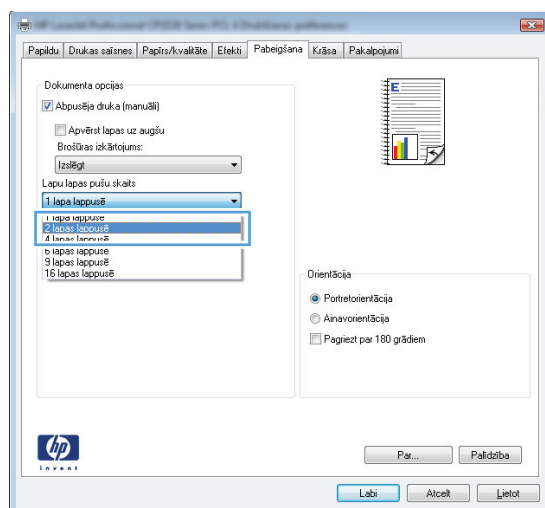 Papildu Drukas saīsnes Papīrs/kvalitāte Efekti Pabeigšana Krāsa Pakalpojumi
Dokumenta opcijas
Abpusēja druka (manuāli)
Apvērst lapas uz augšu
Brošūras izkārtojums:
Izslēgt
Lapu lapas pušu skaits
1 lapa lappusē
1 lapa lappusē
2 lapas lappusē
4 lapas lappusē
6 lapas lappusē
9 lapas lappusē
16 lapas lappusē
E
Orientācija
Portretorientācija
Ainavorientācija
Pagriezt par 180 grādiem
hp
invent
Par... Palīdzība
Labi Atcelt Lietot